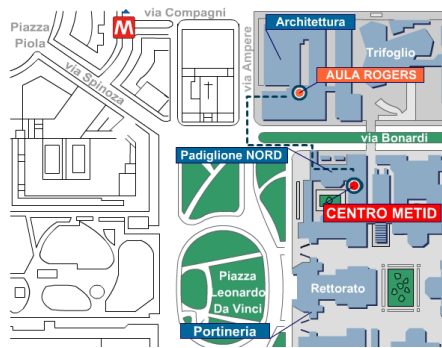 via Compagni
Architettura
Piazza
Piola
M
via Ampere
Trifoglio
via Spinoza
AULA ROGERS
via Bonardi
Padiglione NORD
CENTRO METID
Piazza
Leonardo
Da Vinci
Rettorato
Portineria